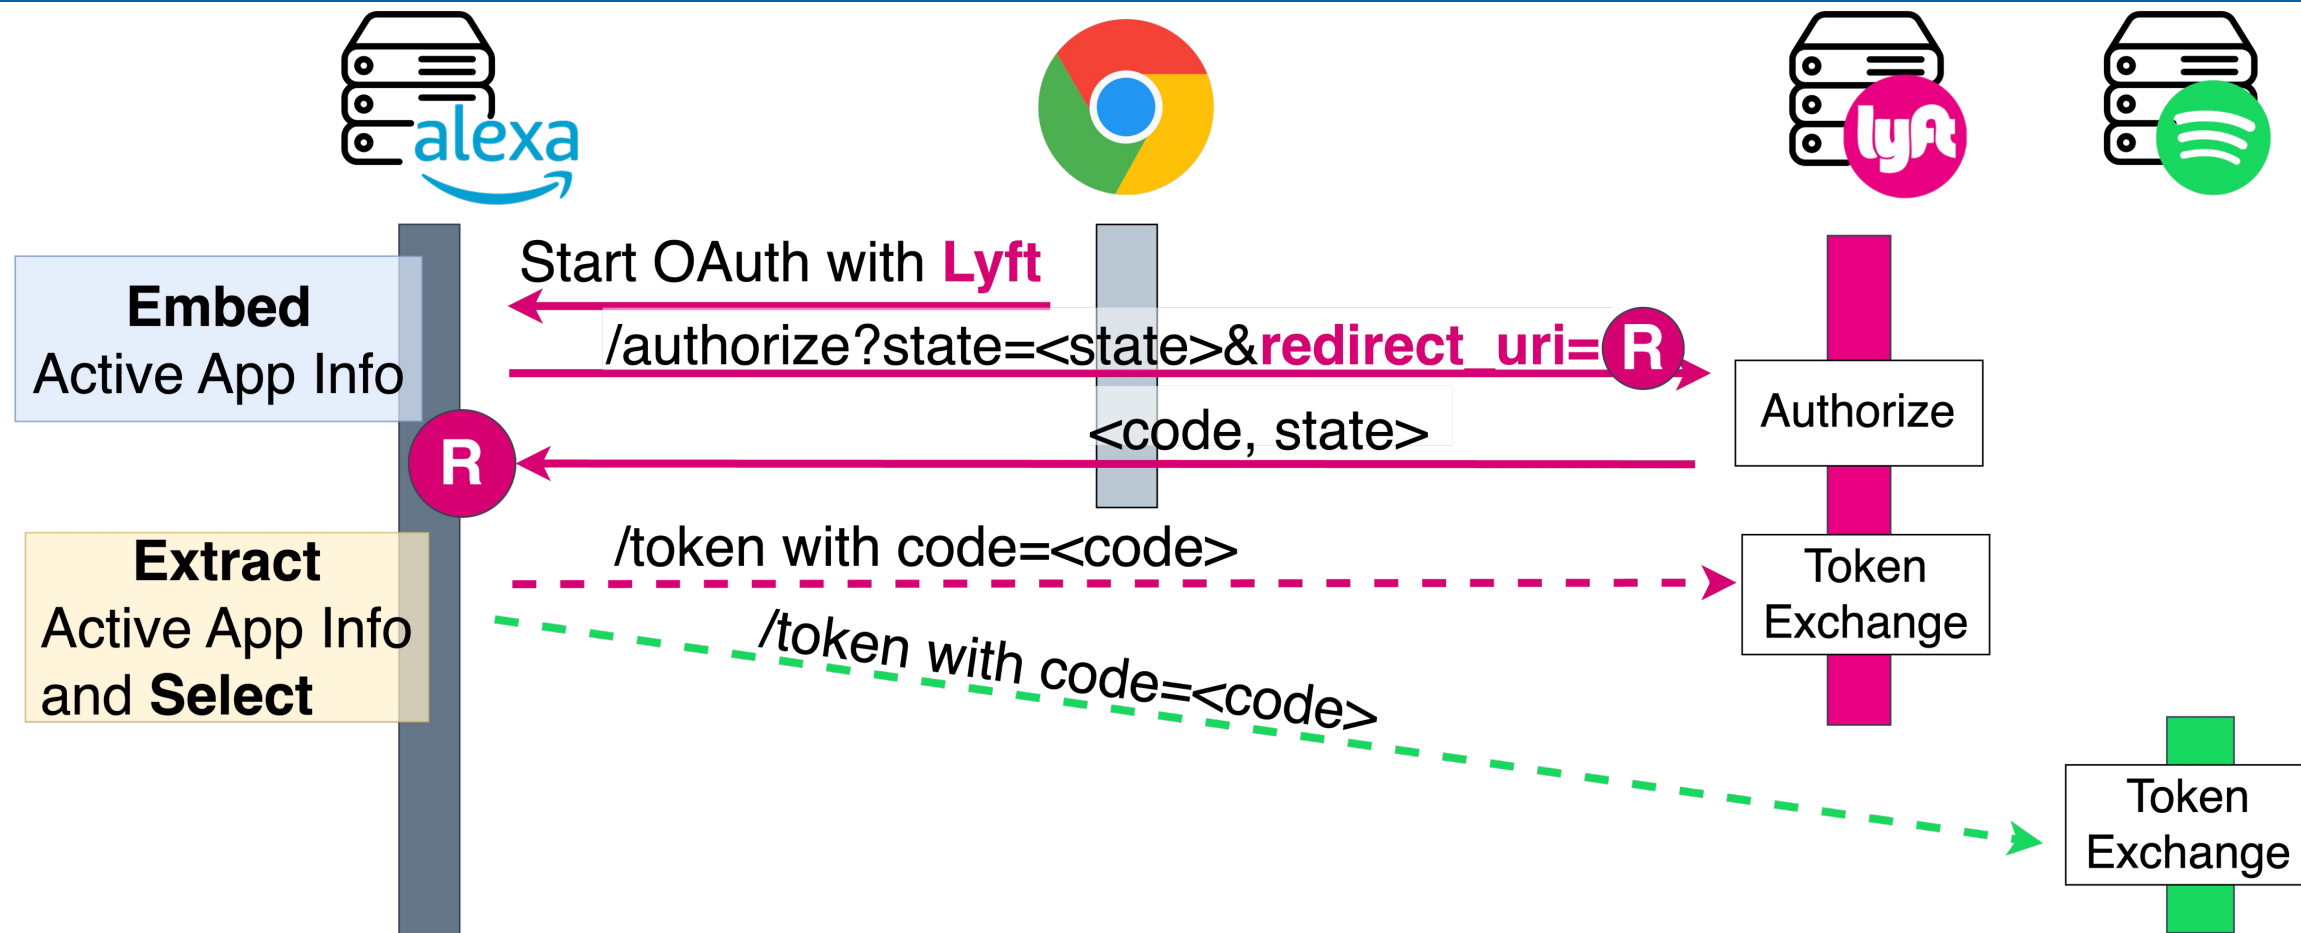 alexa
lyft
Start OAuth with Lyft
Embed
Active App Info
/authorize?state=<state>&redirect_uri=
R
Authorize
<code, state>
R
Extract
Active App Info
and Select
/token with code=<code>
Token
Exchange
/token with code=<code>
Token
Exchange